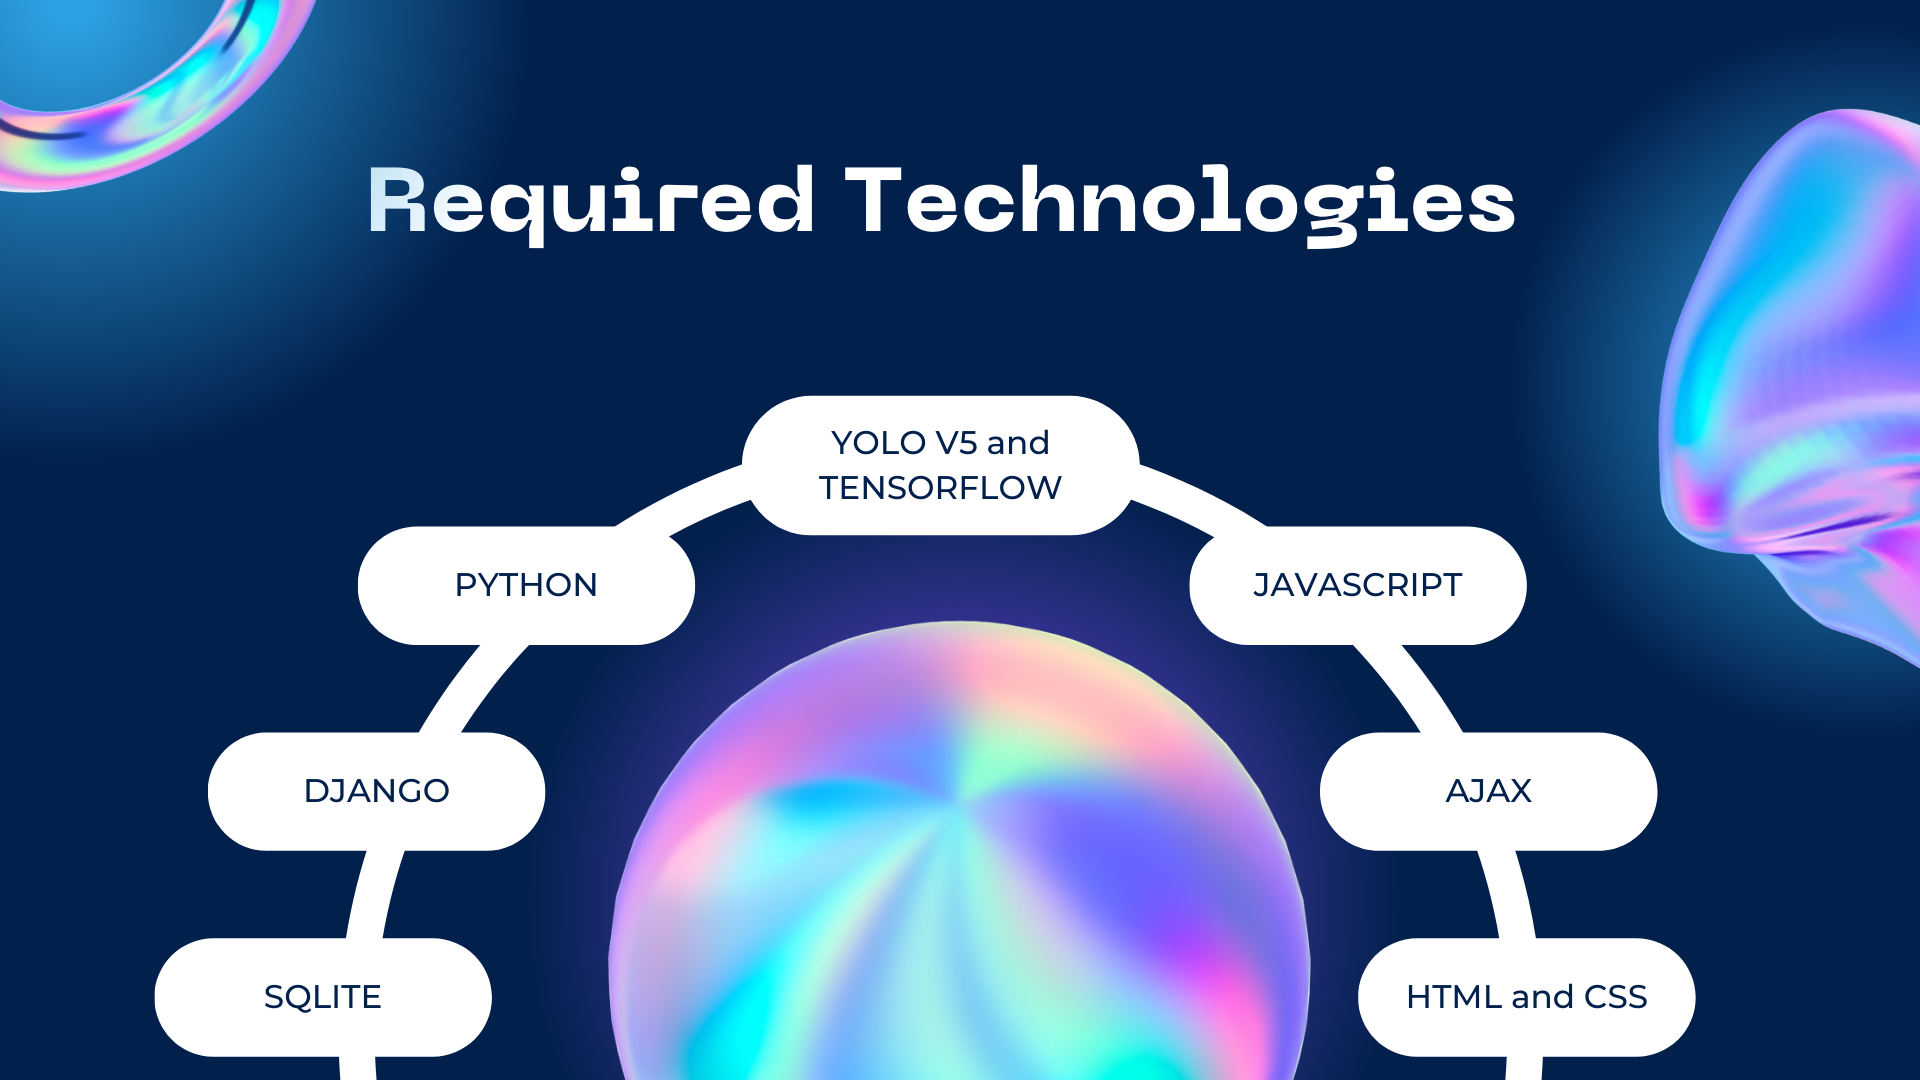 Required Technologies
YOLO V5 and
TENSORFLOW
PYTHON
JAVASCRIPT
DJANGO
AJAX
SQLITE
HTML and CSS